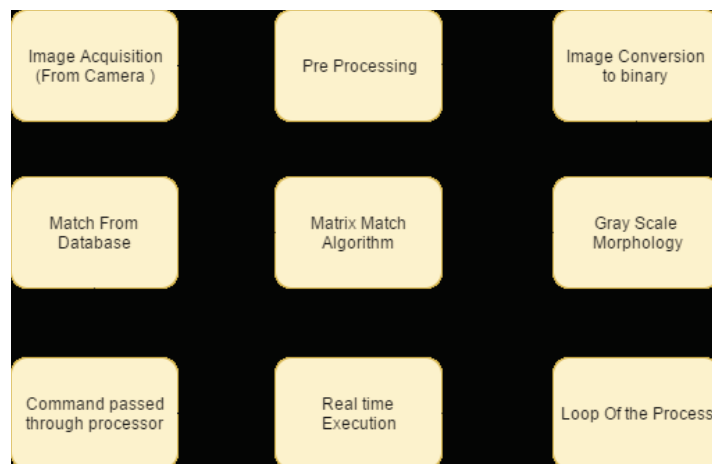 Image Acquisition
(From Camera )
Pre Processing
Image Conversion
to binary
Match From
Database
Matrix Match
Algorithm
Gray Scale
Morphology
Command passed
through processor
Real time
Execution
Loop Of the Process